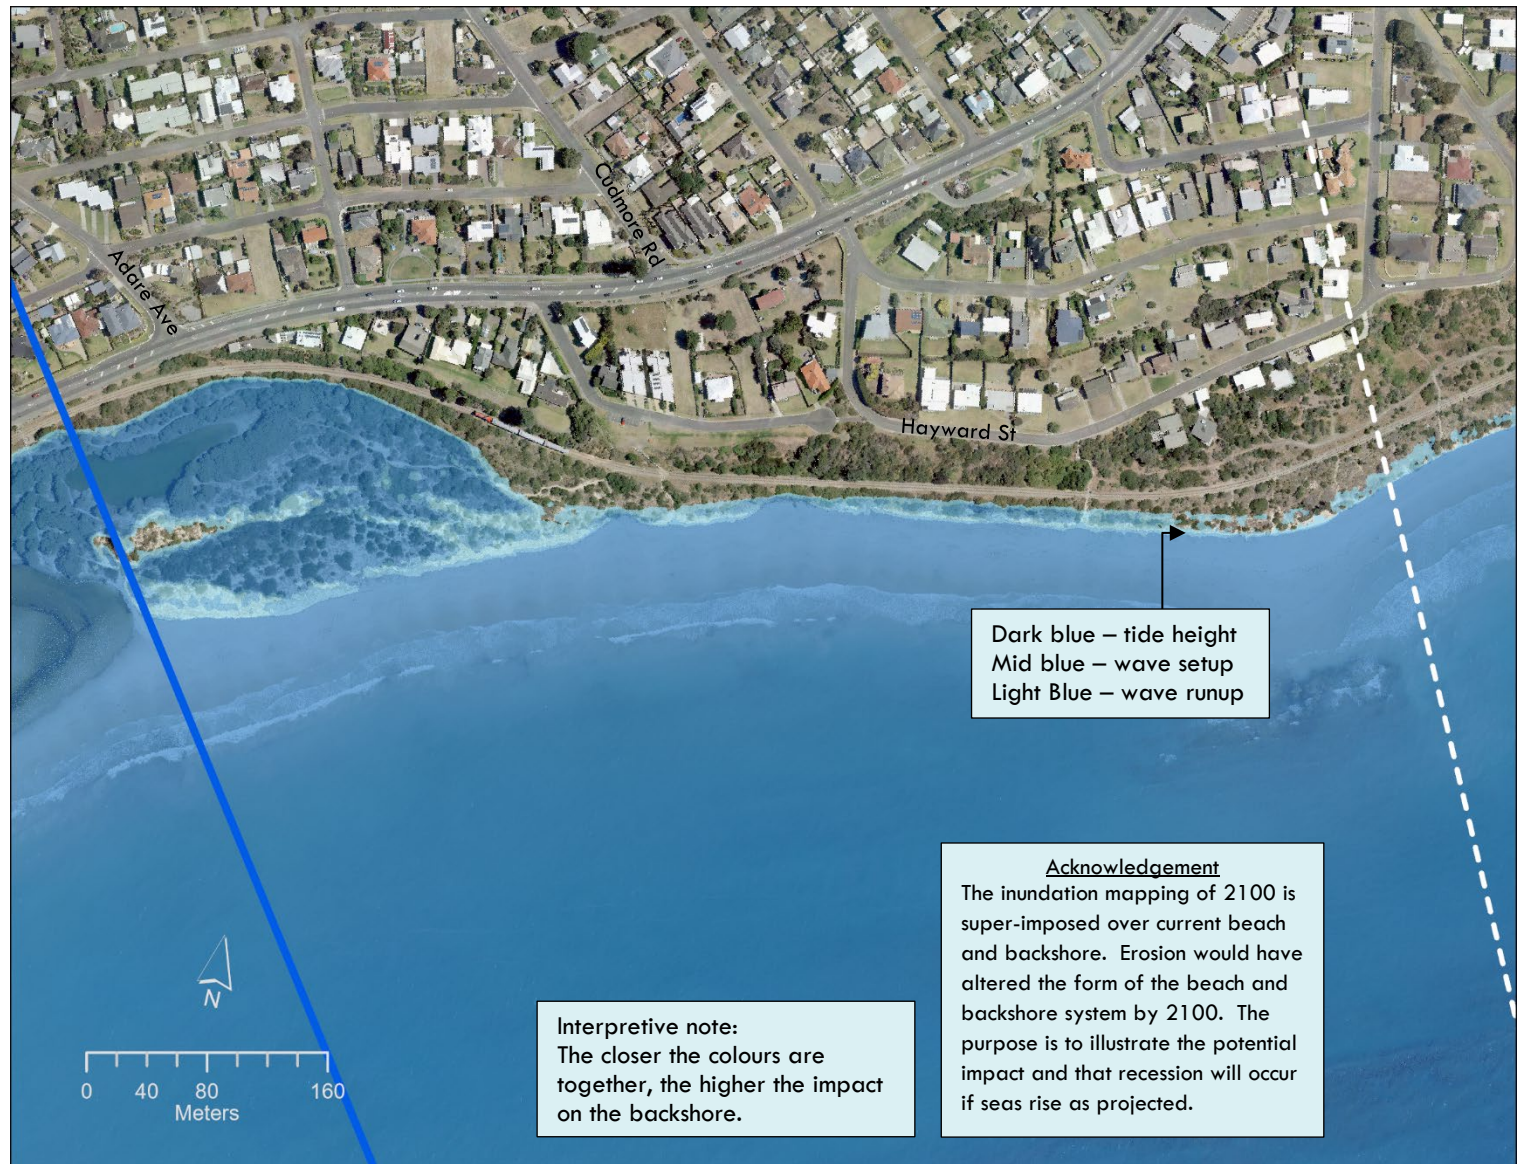 Cudmore Rd
Adare Ave
Hayward St
Dark blue – tide height
Mid blue – wave setup
Light Blue – wave runup
Acknowledgement
The inundation mapping of 2100 is
super-imposed over current beach
and backshore.  Erosion would have
altered the form of the beach and
backshore system by 2100.  The
purpose is to illustrate the potential
impact and that recession will occur
if seas rise as projected.
N
Interpretive note:
The closer the colours are
together, the higher the impact
on the backshore.
0 40 80 160
Meters